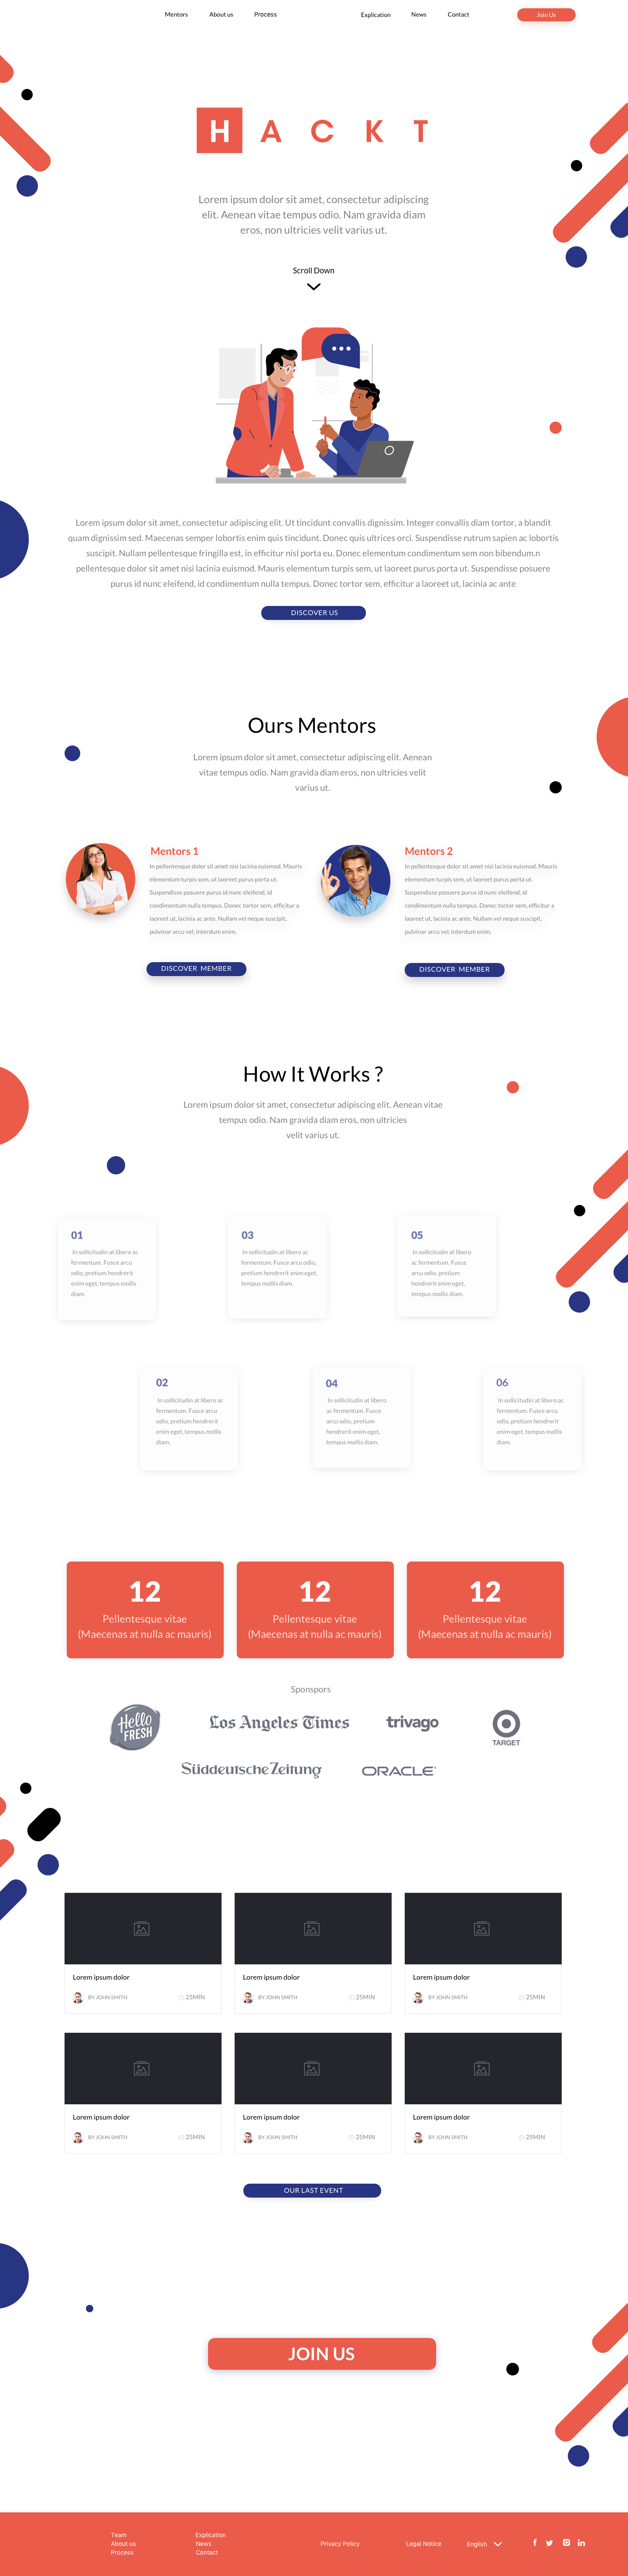 Mentors About us Process Explication News Contact Join Us
H A C K T
Lorem ipsum dolor sit amet, consectetur adipiscing
elit. Aenean vitae tempus odio. Nam gravida diam
eros, non ultricies velit varius ut.
Scroll Down
Lorem ipsum dolor sit amet, consectetur adipiscing elit. Ut tincidunt convallis dignissim. Integer convallis diam tortor, a blandit
quam dignissim sed. Maecenas semper lobortis enim quis tincidunt. Donec quis ultrices orci. Suspendisse rutrum sapien ac lobortis
suscipit. Nullam pellentesque fringilla est, in efficitur nisl porta eu. Donec elementum condimentum sem non bibendum.n
pellentesque dolor sit amet nisi lacinia euismod. Mauris elementum turpis sem, ut laoreet purus porta ut. Suspendisse posuere
purus id nunc eleifend, id condimentum nulla tempus. Donec tortor sem, efficitur a laoreet ut, lacinia ac ante
DISCOVER US
Ours Mentors
Lorem ipsum dolor sit amet, consectetur adipiscing elit. Aenean
vitae tempus odio. Nam gravida diam eros, non ultricies velit
varius ut.
Mentors 1
In pellentesque dolor sit amet nisi lacinia euismod. Mauris
elementum turpis sem, ut laoreet purus porta ut.
Suspendisse posuere purus id nunc eleifend, id
condimentum nulla tempus. Donec tortor sem, efficitur a
laoreet ut, lacinia ac ante. Nullam vel neque suscipit,
pulvinar arcu vel, interdum enim.
DISCOVER MEMBER
Mentors 2
In pellentesque dolor sit amet nisi lacinia euismod. Mauris
elementum turpis sem, ut laoreet purus porta ut.
Suspendisse posuere purus id nunc eleifend, id
condimentum nulla tempus. Donec tortor sem, efficitur a
laoreet ut, lacinia ac ante. Nullam vel neque suscipit,
pulvinar arcu vel, interdum enim.
DISCOVER MEMBER
How It Works ?
Lorem ipsum dolor sit amet, consectetur adipiscing elit. Aenean vitae
tempus odio. Nam gravida diam eros, non ultricies
velit varius ut.
01
In sollicitudin at libero ac
fermentum. Fusce arcu
odio, pretium hendrerit
enim eget, tempus mollis
diam.
03
In sollicitudin at libero ac
fermentum. Fusce arcu odio,
pretium hendrerit enim eget,
tempus mollis diam.
05
In sollicitudin at libero
ac fermentum. Fusce
arcu odio, pretium
hendrerit enim eget,
tempus mollis diam.
02
In sollicitudin at libero ac
fermentum. Fusce arcu
odio, pretium hendrerit
enim eget, tempus mollis
diam.
04
In sollicitudin at libero
ac fermentum. Fusce
arcu odio, pretium
hendrerit enim eget,
tempus mollis diam.
06
In sollicitudin at libero ac
fermentum. Fusce arcu
odio, pretium hendrerit
enim eget, tempus mollis
diam.
12
Pellentesque vitae
(Maecenas at nulla ac mauris)
12
Pellentesque vitae
(Maecenas at nulla ac mauris)
12
Pellentesque vitae
(Maecenas at nulla ac mauris)
Sponspors
Hello
FRESH
Los Angeles Times
trivago
TARGET
Süddeutsche Zeitung
ORACLE
Lorem ipsum dolor
BY JOHN SMITH 25MIN
Lorem ipsum dolor
BY JOHN SMITH 25MIN
Lorem ipsum dolor
BY JOHN SMITH 25MIN
Lorem ipsum dolor
BY JOHN SMITH 25MIN
Lorem ipsum dolor
BY JOHN SMITH 25MIN
Lorem ipsum dolor
BY JOHN SMITH 25MIN
OUR LAST EVENT
JOIN US
Team
About us
Process
Explication
News
Contact
Privacy Policy
Legal Notice
English